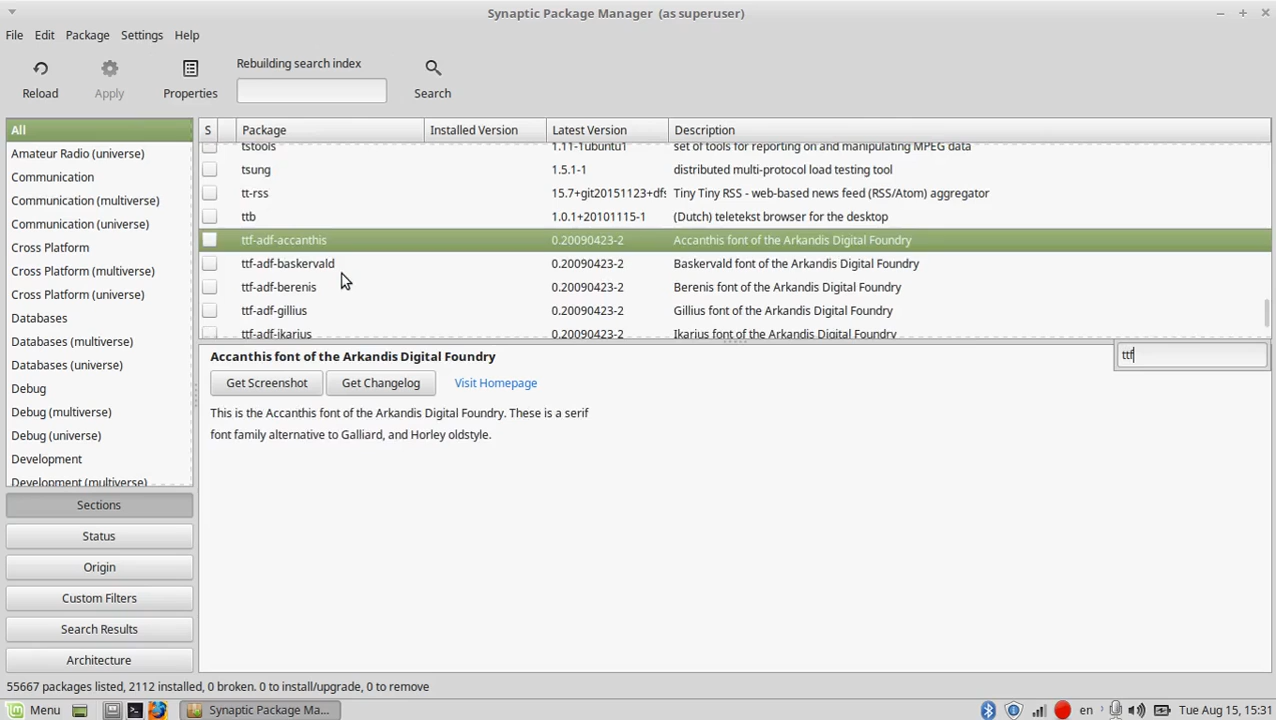 Synaptic Package Manager (as superuser)
File Edit Package Settings Help
Rebuilding search index
Reload Apply Properties Search
All
Amateur Radio (universe)
Communication
Communication (multiverse)
Communication (universe)
Cross Platform
Cross Platform (multiverse)
Cross Platform (universe)
Databases
Databases (multiverse)
Databases (universe)
Debug
Debug (multiverse)
Debug (universe)
Development
Development (multiverse)
Sections
Status
Origin
Custom Filters
Search Results
Architecture
S Package Installed Version Latest Version Description
tstools 1.11-1ubuntu1 set of tools for reporting on and manipulating MPEG data
tsung 1.5.1-1 distributed multi-protocol load testing tool
tt-rss 15.7+git20151123+dfs Tiny Tiny RSS - web-based news feed (RSS/Atom) aggregator
ttb 1.0.1+20101115-1 (Dutch) teletekst browser for the desktop
ttf-adf-accanthis 0.20090423-2 Accanthis font of the Arkandis Digital Foundry
ttf-adf-baskervald 0.20090423-2 Baskervald font of the Arkandis Digital Foundry
ttf-adf-berenis 0.20090423-2 Berenis font of the Arkandis Digital Foundry
ttf-adf-gillius 0.20090423-2 Gillius font of the Arkandis Digital Foundry
ttf-adf-ikarius 0.20090423-2 Ikarius font of the Arkandis Digital Foundry
ttf
Accanthis font of the Arkandis Digital Foundry
Get Screenshot Get Changelog Visit Homepage
This is the Accanthis font of the Arkandis Digital Foundry. These is a serif
font family alternative to Galliard, and Horley oldstyle.
55667 packages listed, 2112 installed, 0 broken. 0 to install/upgrade, 0 to remove
Menu Synaptic Package Ma... en Tue Aug 15, 15:31